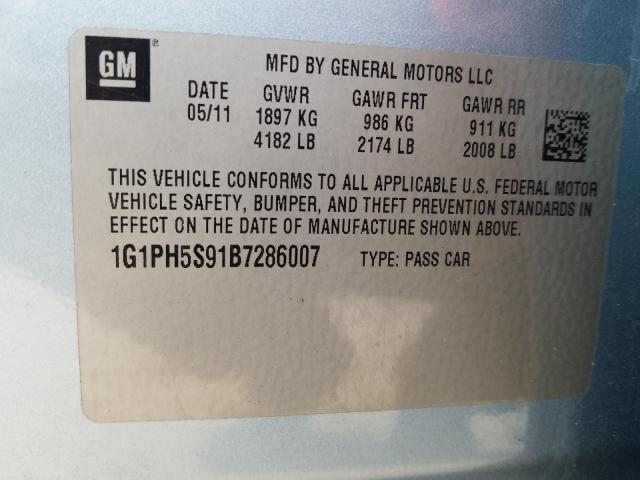 GM ®
MFD BY GENERAL MOTORS LLC
DATE GVWR GAWR FRT GAWR RR
05/11 1897 KG 986 KG 911 KG
4182 LB 2174 LB 2008 LB
THIS VEHICLE CONFORMS TO ALL APPLICABLE U.S. FEDERAL MOTOR
VEHICLE SAFETY, BUMPER, AND THEFT PREVENTION STANDARDS IN
EFFECT ON THE DATE OF MANUFACTURE SHOWN ABOVE.
1G1PH5S91B7286007 TYPE: PASS CAR